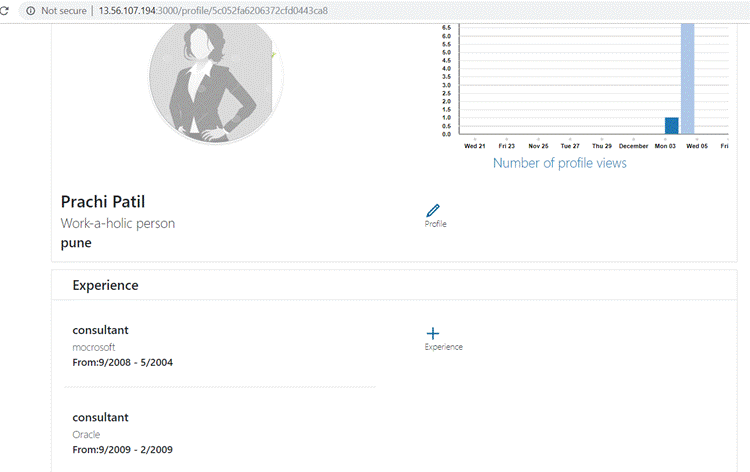 Not secure | 13.56.107.194:3000/profile/5c052fa6206372cfd0443ca8
6.5
6.0
5.5
5.0
4.5
4.0
3.5
3.0
2.5
2.0
1.5
1.0
0.5
0.0
Wed 21 Fri 23 Nov 25 Tue 27 Thu 29 December Mon 03 Wed 05 Fri
Number of profile views
Prachi Patil
Work-a-holic person
pune
Profile
Experience
consultant
mocrosoft
From:9/2008 - 5/2004
Experience
consultant
Oracle
From:9/2009 - 2/2009